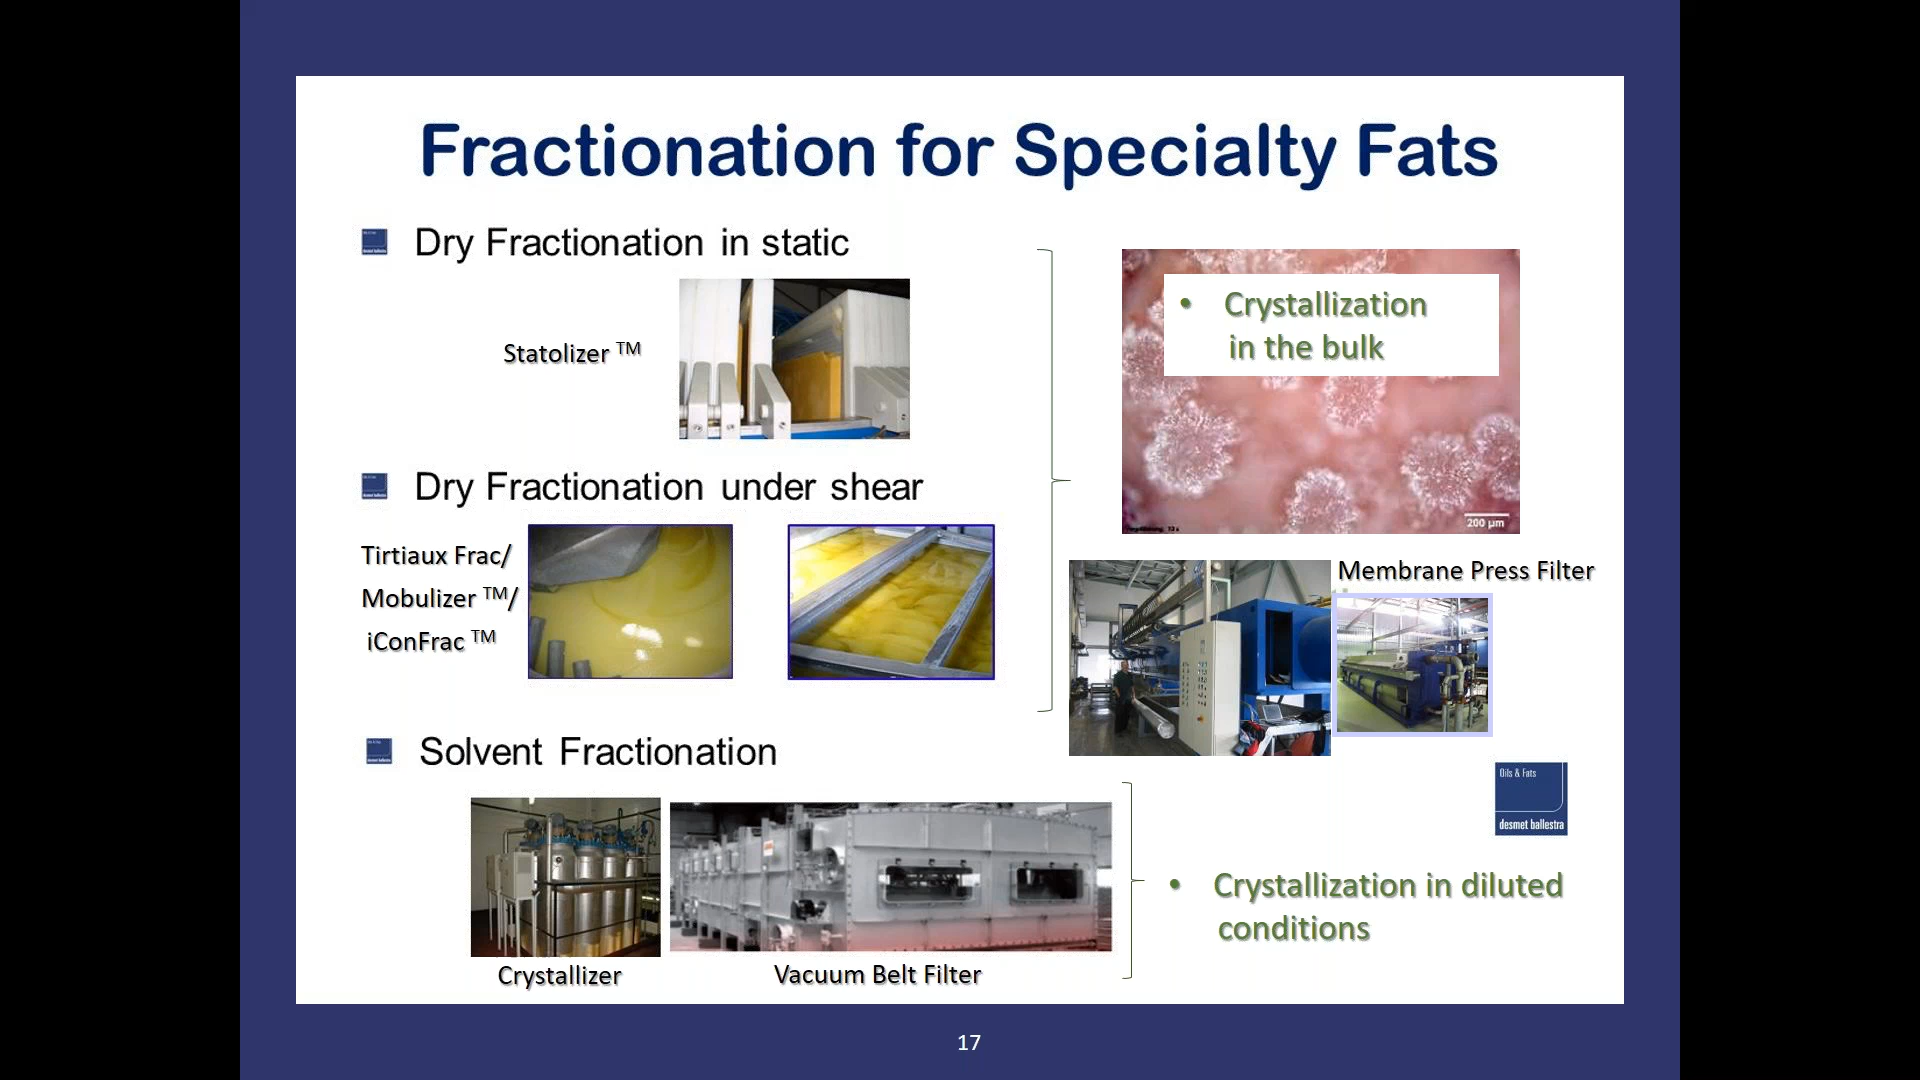 Fractionation for Specialty Fats
Dry Fractionation in static
Statolizer TM
Dry Fractionation under shear
Tirtiaux Frac/
Mobulizer TM/
iConFrac TM
Solvent Fractionation
Crystallizer
Vacuum Belt Filter
• Crystallization
in the bulk
200 µm
Membrane Press Filter
Oils & Fats
desmet ballestra
• Crystallization in diluted
conditions
17